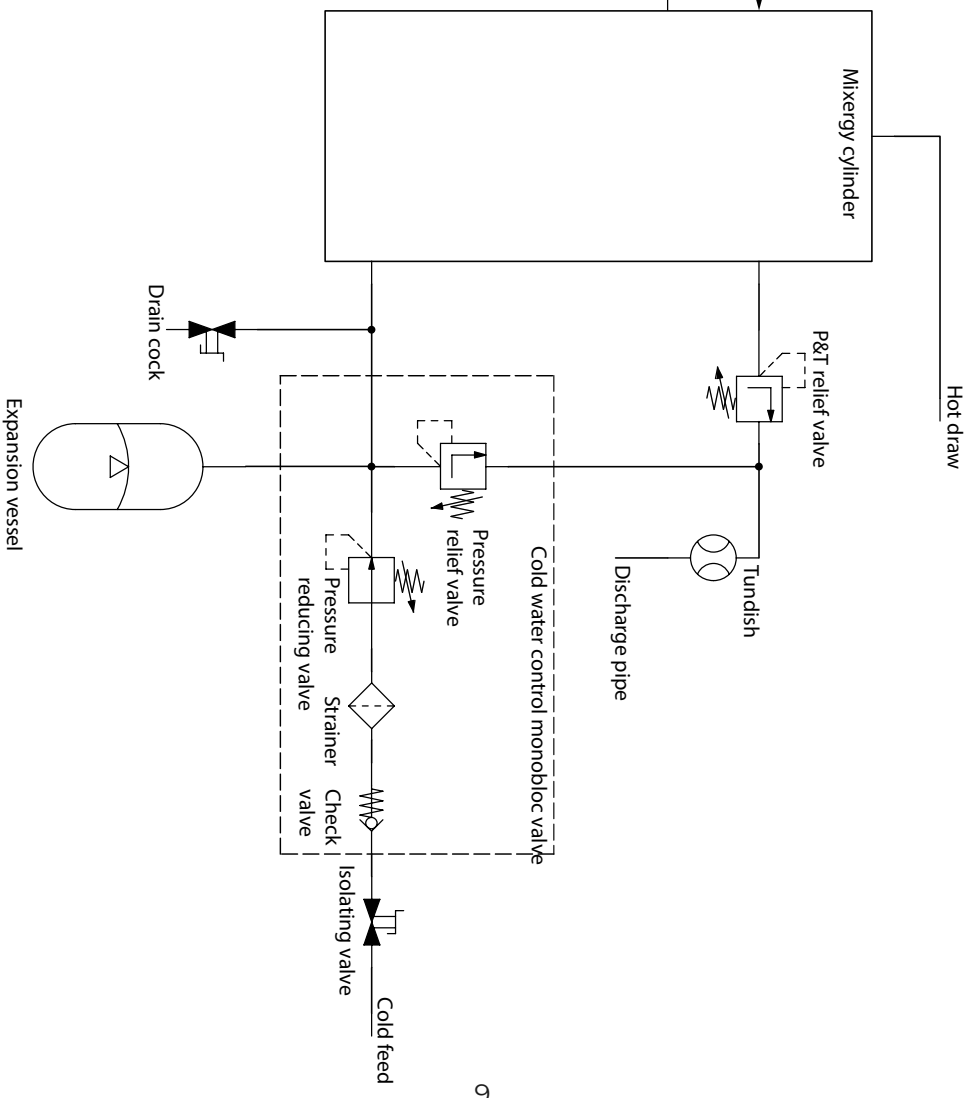 Hot draw
Mixergy cylinder
P&T relief valve
Tundish
Discharge pipe
Cold water control monobloc valve
Pressure
relief valve
Pressure
reducing valve
Strainer
Check
valve
Isolating valve
Cold feed
Drain cock
Expansion vessel
9